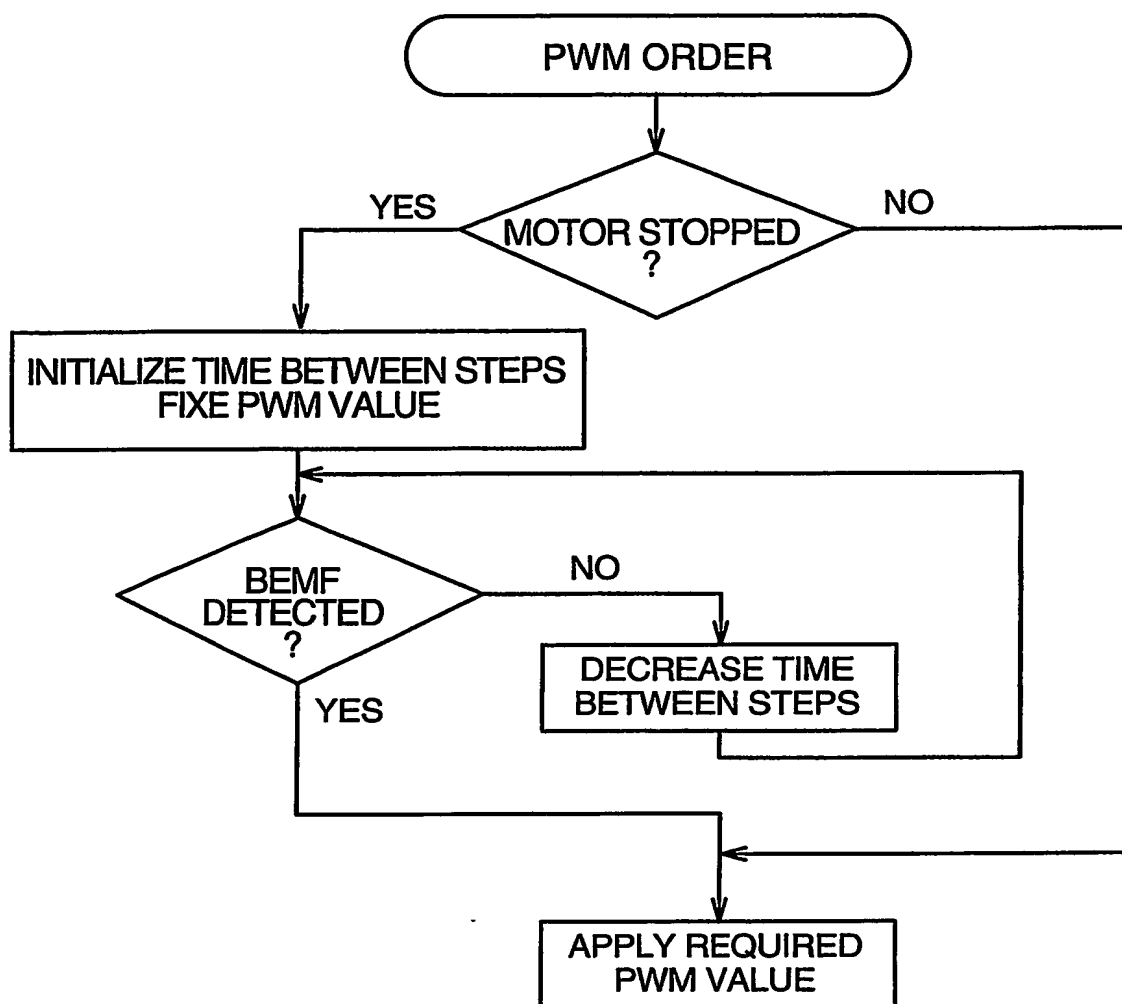 PWM ORDER
YES
NO
MOTOR STOPPED
?
INITIALIZE TIME BETWEEN STEPS
FIXE PWM VALUE
BEMF
DETECTED
?
NO
DECREASE TIME
BETWEEN STEPS
YES
APPLY REQUIRED
PWM VALUE